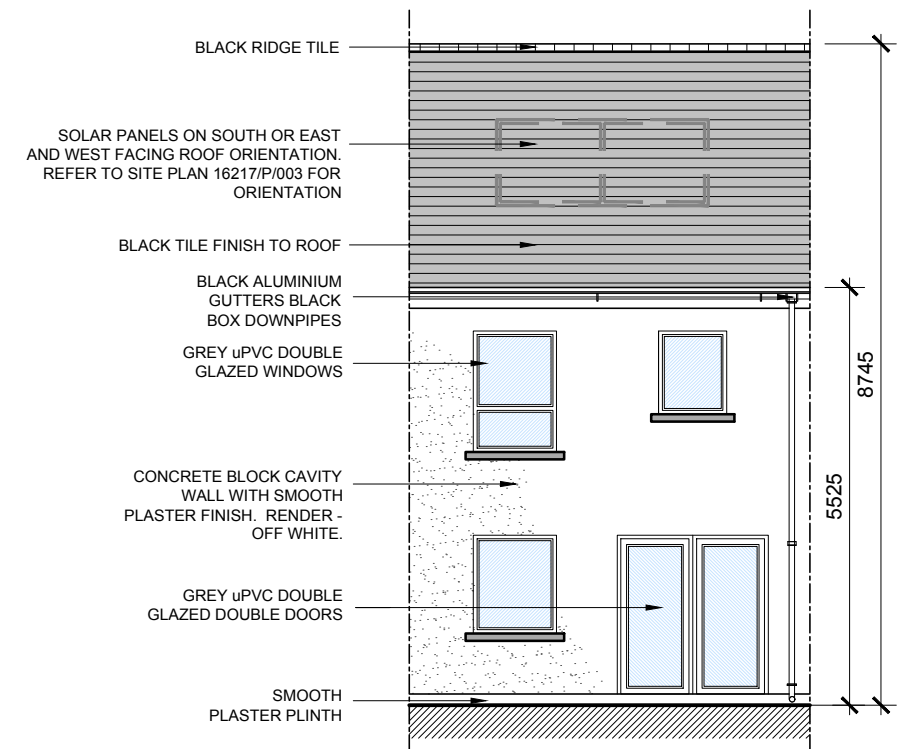 BLACK RIDGE TILE
SOLAR PANELS ON SOUTH OR EAST
AND WEST FACING ROOF ORIENTATION.
REFER TO SITE PLAN 16217/P/003 FOR
ORIENTATION
BLACK TILE FINISH TO ROOF
BLACK ALUMINIUM
GUTTERS BLACK
BOX DOWNPIPES
GREY uPVC DOUBLE
GLAZED WINDOWS
CONCRETE BLOCK CAVITY
WALL WITH SMOOTH
PLASTER FINISH. RENDER -
OFF WHITE.
GREY uPVC DOUBLE
GLAZED DOUBLE DOORS
SMOOTH
PLASTER PLINTH
5525
8745